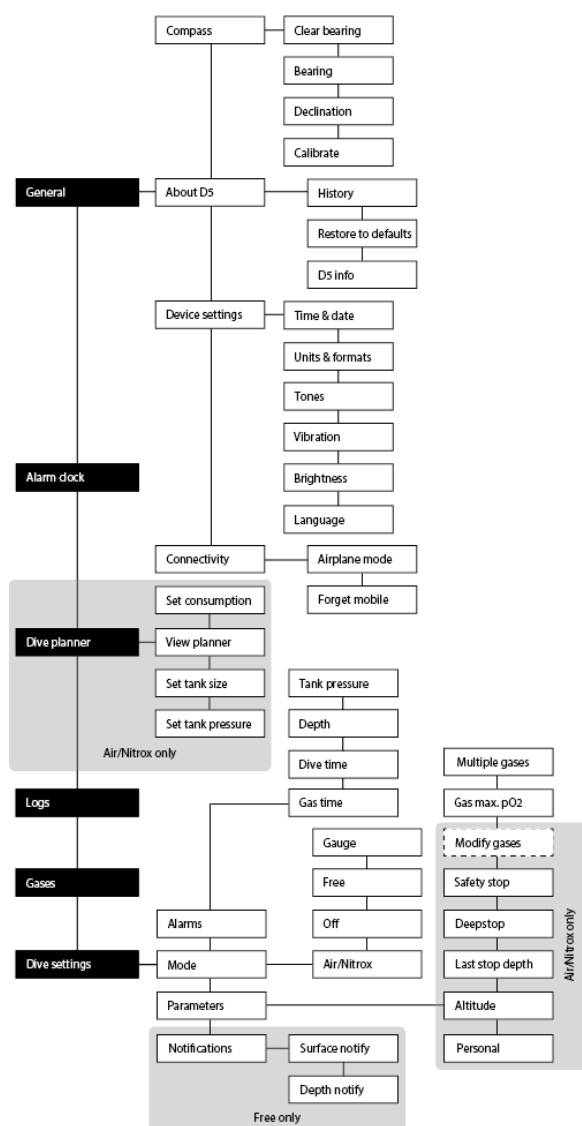 Compass
Clear bearing
Bearing
Declination
Calibrate
General
About D5
History
Restore to defaults
D5 info
Device settings
Time & date
Units & formats
Tones
Vibration
Alarm clock
Brightness
Language
Connectivity
Airplane mode
Forget mobile
Set consumption
Dive planner
View planner
Set tank size
Set tank pressure
Air/Nitrox only
Tank pressure
Depth
Dive time
Gas time
Multiple gases
Gas max. pO2
Logs
Gauge
Free
Off
Air/Nitrox
Modify gases
Safety stop
Deepstop
Last stop depth
Altitude
Personal
Air/Nitrox only
Gases
Alarms
Dive settings
Mode
Parameters
Notifications
Surface notify
Depth notify
Free only